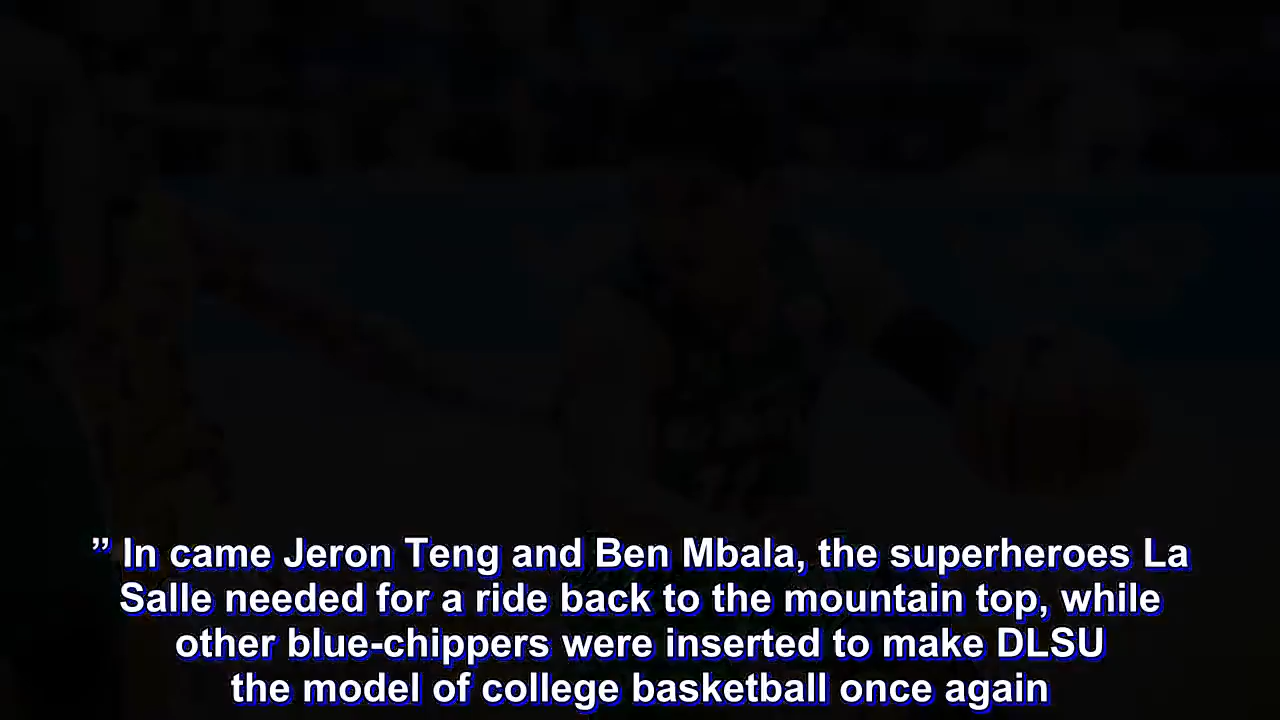 ” In came Jeron Teng and Ben Mbala, the superheroes La
Salle needed for a ride back to the mountain top, while
other blue-chippers were inserted to make DLSU
the model of college basketball once again